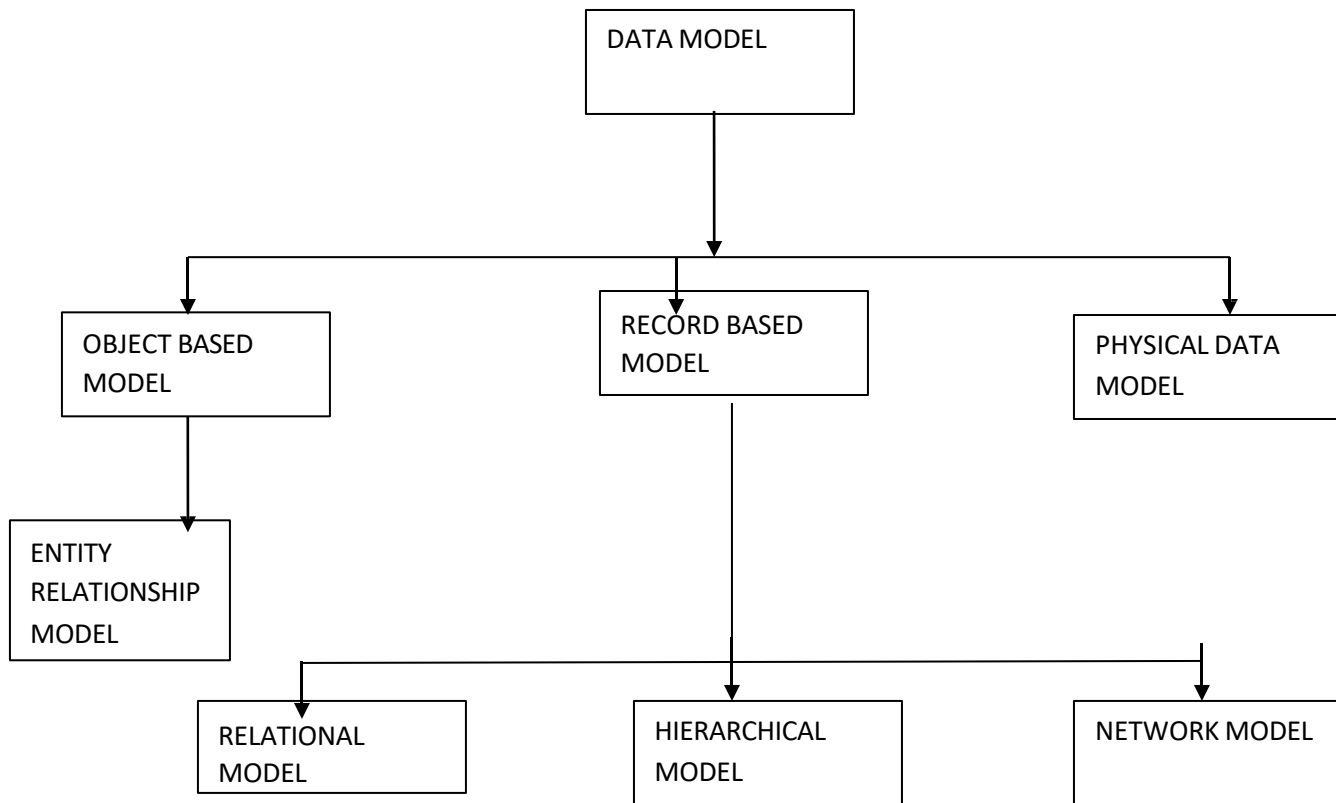 DATA MODEL
OBJECT BASED
MODEL
RECORD BASED
MODEL
PHYSICAL DATA
MODEL
ENTITY
RELATIONSHIP
MODEL
RELATIONAL
MODEL
HIERARCHICAL
MODEL
NETWORK MODEL